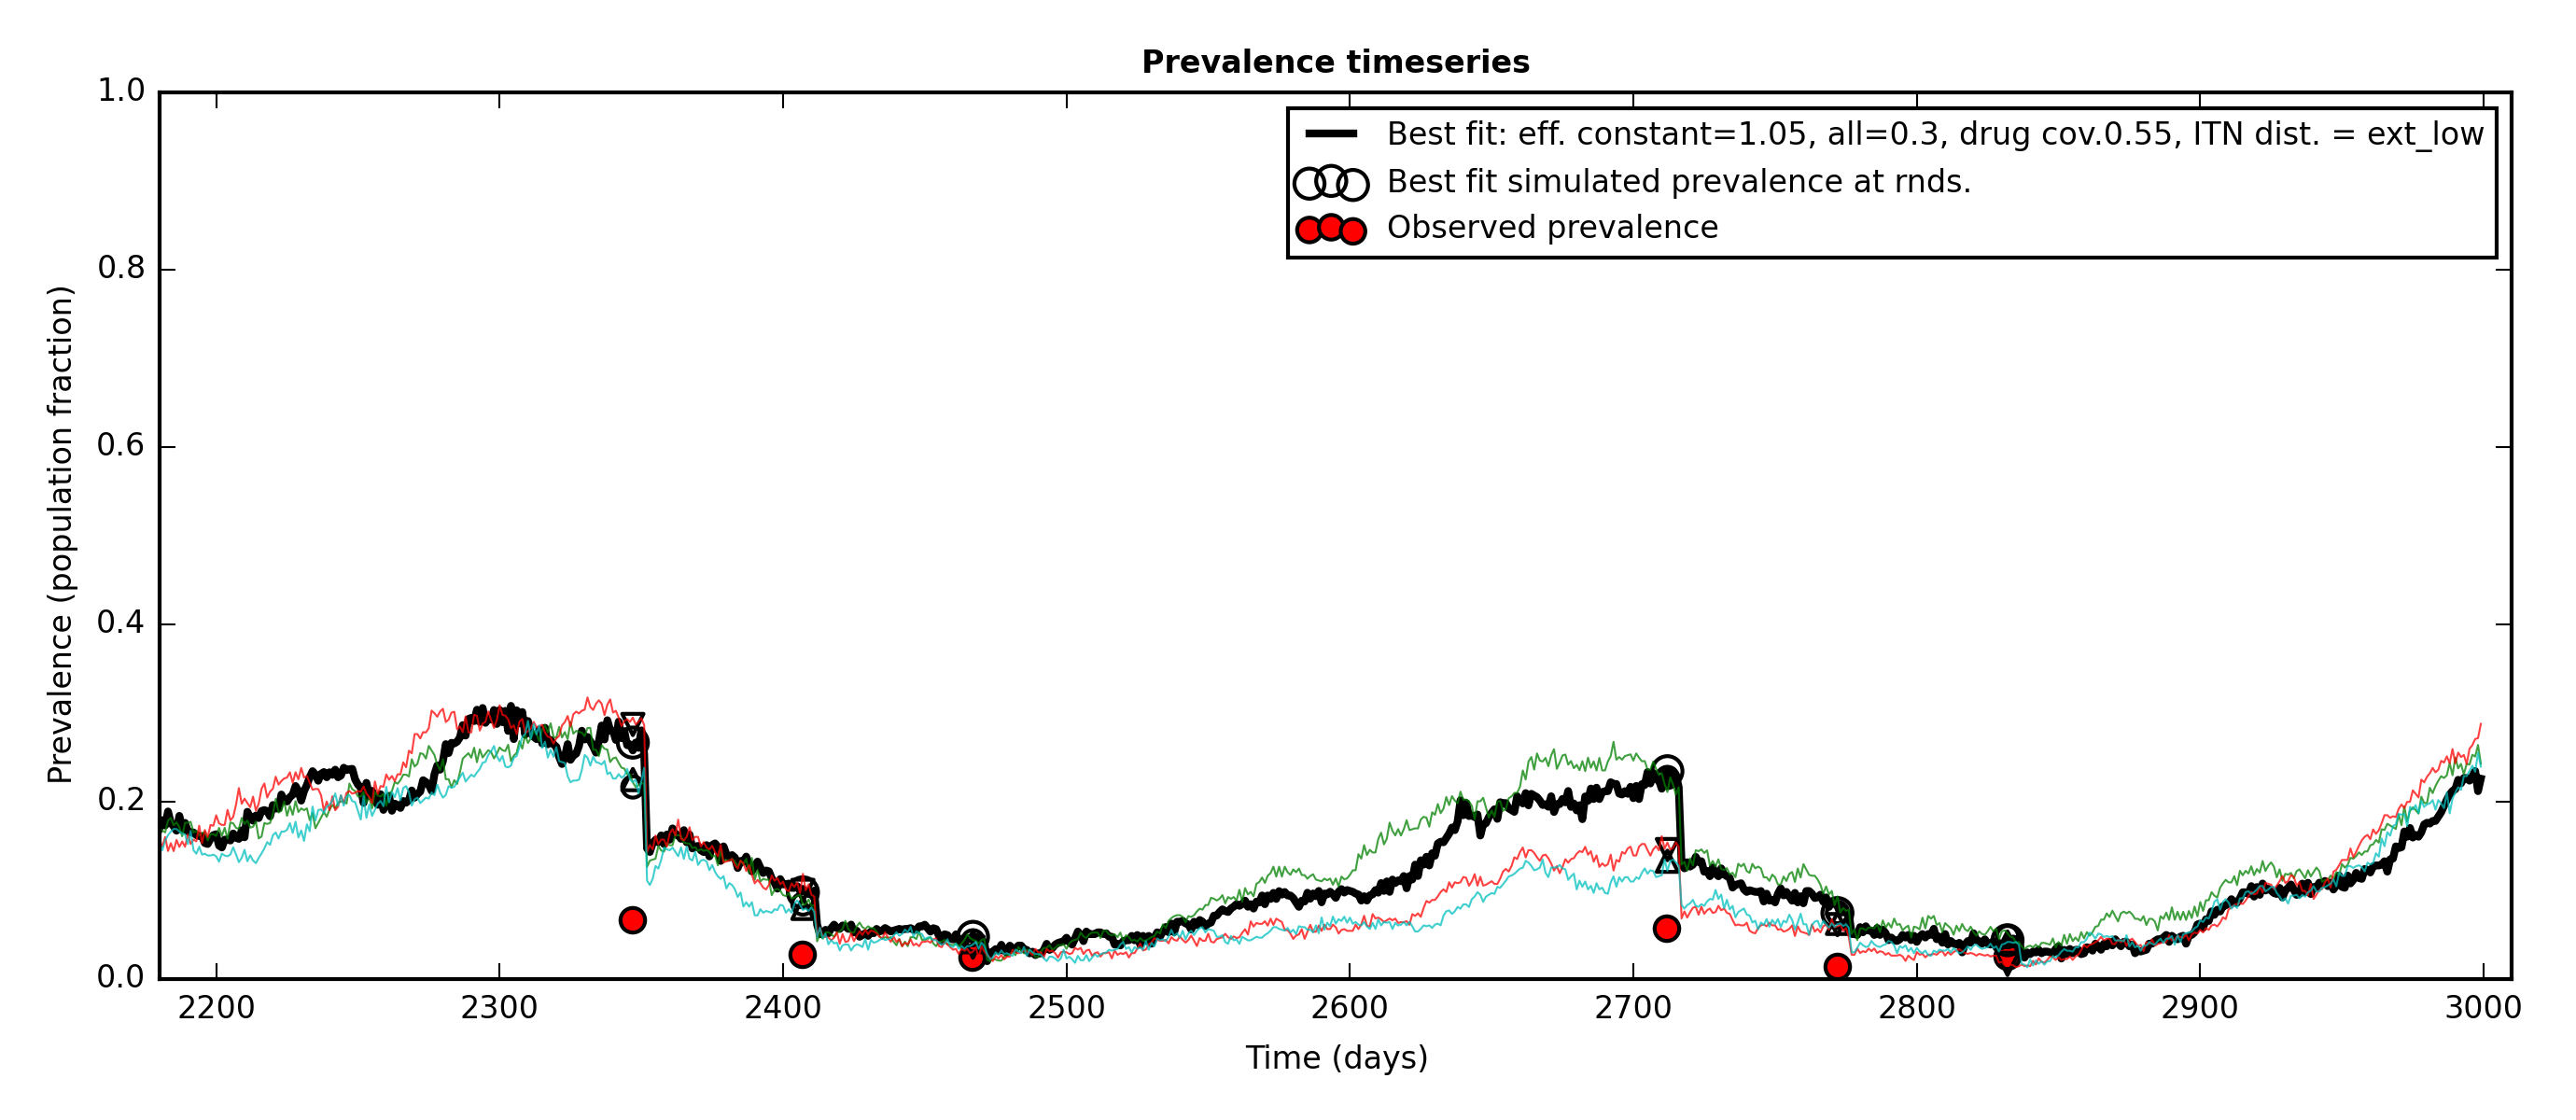 Prevalence timeseries
1.0
0.8
0.6
0.4
0.2
0.0
Prevalence (population fraction)
Best fit: eff. constant=1.05, all=0.3, drug cov.0.55, ITN dist. = ext_low
Best fit simulated prevalence at rnds.
Observed prevalence
2200 2300 2400 2500 2600 2700 2800 2900 3000
Time (days)